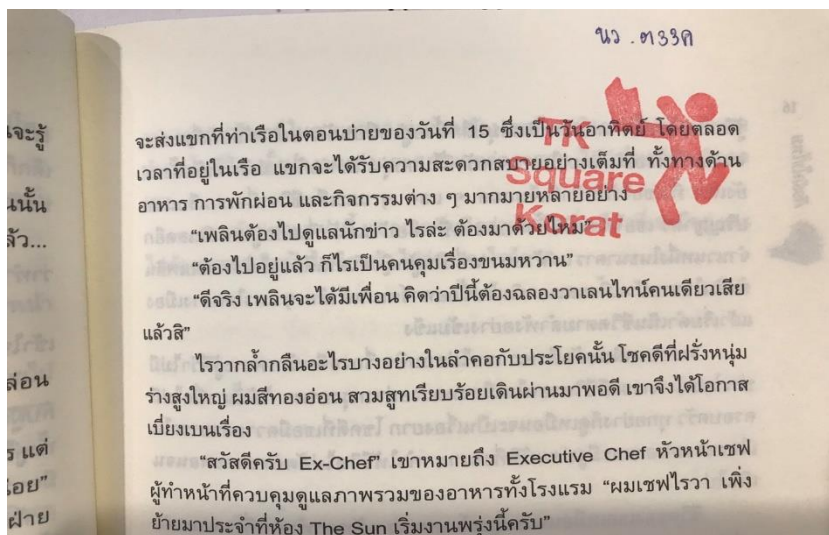 นว . ตววค
TK
Square
Korat
จะส่งแขกที่ท่าเรือในตอนบ่ายของวันที่ 15 ซึ่งเป็นวันอาทิตย์ โดยตลอด
เวลาที่อยู่ในเรือ แขกจะได้รับความสะดวกสบายอย่างเต็มที่ ทั้งทางด้าน
อาหาร การพักผ่อน และกิจกรรมต่าง ๆ มากมายหลายอย่าง
“เพลินต้องไปดูแลนักข่าว ไรล่ะ ต้องมาด้วยไหม”
“ต้องไปอยู่แล้ว ก็ไรเป็นคนคุมเรื่องขนมหวาน”
“ดีจริง เพลินจะได้มีเพื่อน คิดว่าปีนี้ต้องฉลองวาเลนไทน์คนเดียวเสีย
แล้วสิ”
ไรวากล้ำกลืนอะไรบางอย่างในลำคอกับประโยคนั้น โชคดีที่ฝรั่งหนุ่ม
ร่างสูงใหญ่ ผมสีทองอ่อน สวมสูทเรียบร้อยเดินผ่านมาพอดี เขาจึงได้โอกาส
เบี่ยงเบนเรื่อง
“สวัสดีครับ Ex-Chef” เขาหมายถึง Executive Chef หัวหน้าเชฟ
ผู้ทำหน้าที่ควบคุมดูแลภาพรวมของอาหารทั้งโรงแรม “ผมเชฟไรวา เพิ่ง
ย้ายมาประจำที่ห้อง The Sun เริ่มงานพรุ่งนี้ครับ”